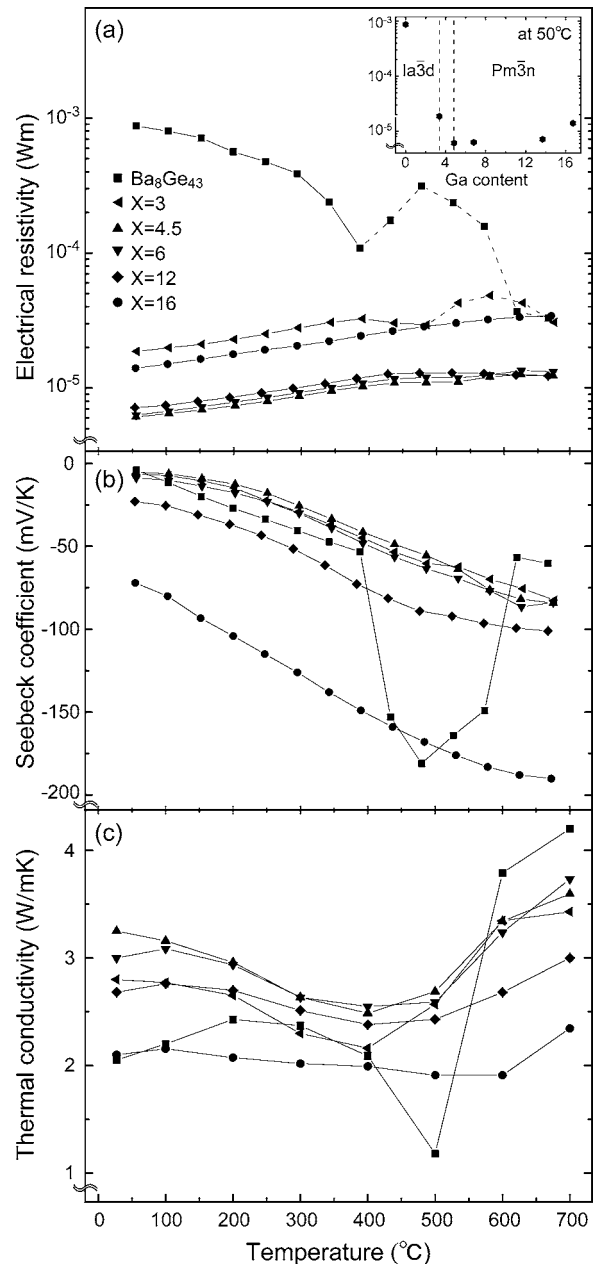 (a)
at 50°C
10⁻³
10⁻⁴
10⁻⁵
Ia3̄d
Pm3̄n
0 4 8 12 16
Ga content
Electrical resistivity (Wm)
10⁻³
10⁻⁴
10⁻⁵
Ba₈Ge₄₃
X=3
X=4.5
X=6
X=12
X=16
(b)
Seebeck coefficient (mV/K)
0
-50
-100
-150
-200
(c)
Thermal conductivity (W/mK)
4
3
2
1
0 100 200 300 400 500 600 700
Temperature (°C)